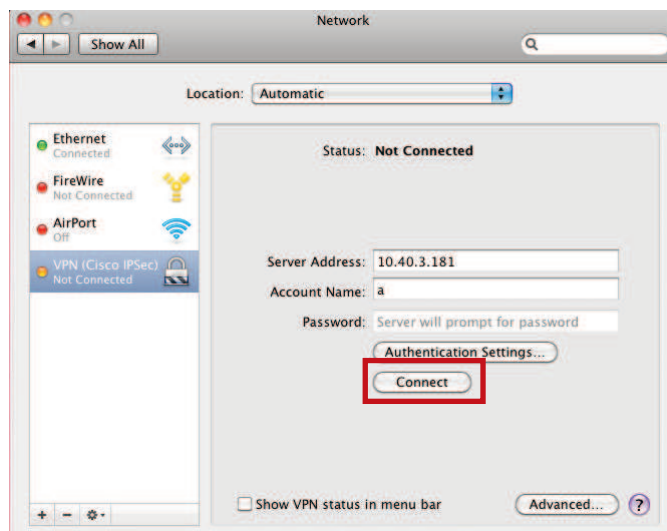 Network
Show All
Location: Automatic
Ethernet
Connected
FireWire
Not Connected
AirPort
Off
VPN (Cisco IPSec)
Not Connected
Status: Not Connected
Server Address: 10.40.3.181
Account Name: a
Password: Server will prompt for password
Authentication Settings...
Connect
Show VPN status in menu bar
Advanced... ?
+ −